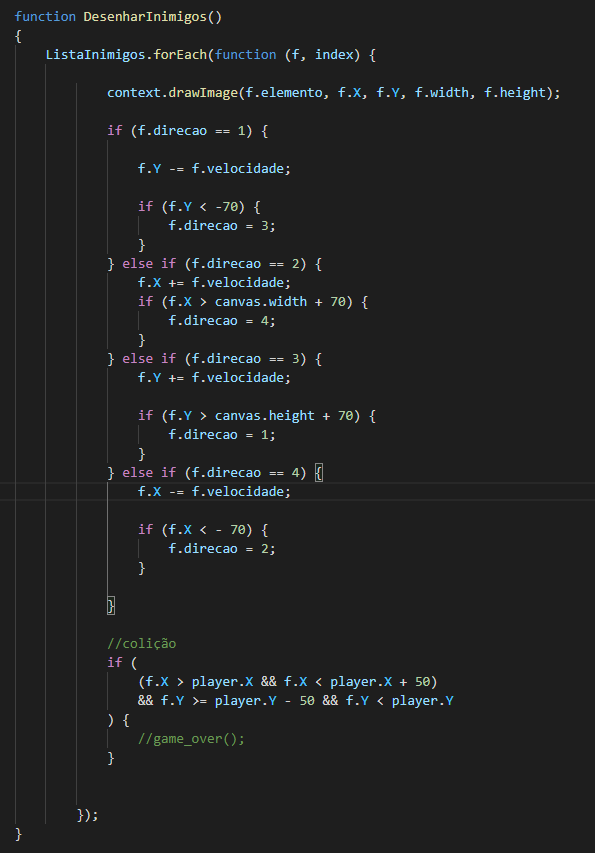 function DesenharInimigos()
{
ListaInimigos.forEach(function (f, index) {
context.drawImage(f.elemento, f.X, f.Y, f.width, f.height);
if (f.direcao == 1) {
f.Y -= f.velocidade;
if (f.Y < -70) {
f.direcao = 3;
}
} else if (f.direcao == 2) {
f.X += f.velocidade;
if (f.X > canvas.width + 70) {
f.direcao = 4;
}
} else if (f.direcao == 3) {
f.Y += f.velocidade;
if (f.Y > canvas.height + 70) {
f.direcao = 1;
}
} else if (f.direcao == 4) {
f.X -= f.velocidade;
if (f.X < - 70) {
f.direcao = 2;
}
}
//colição
if (
(f.X > player.X && f.X < player.X + 50)
&& f.Y >= player.Y - 50 && f.Y < player.Y
) {
//game_over();
}
});
}